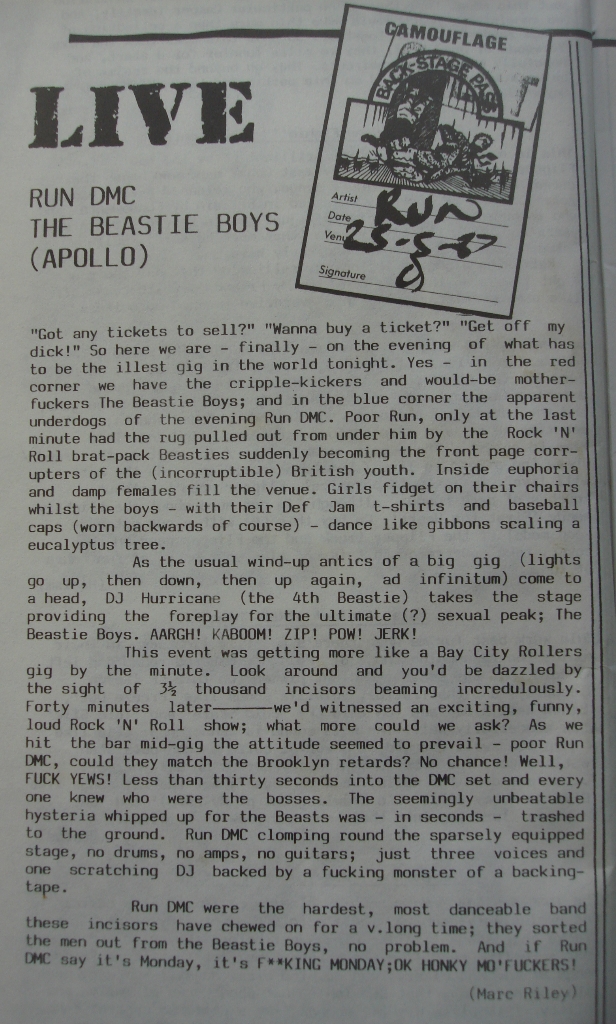 CAMOUFLAGE
BACK-STAGE PASS
Artist RUN
Date 25-5-87
Venue
Signature
LIVE
RUN DMC
THE BEASTIE BOYS
(APOLLO)
"Got any tickets to sell?" "Wanna buy a ticket?" "Get off my
dick!" So here we are - finally - on the evening of what has
to be the illest gig in the world tonight. Yes - in the red
corner we have the cripple-kickers and would-be mother-
fuckers The Beastie Boys; and in the blue corner the apparent
underdogs of the evening Run DMC. Poor Run, only at the last
minute had the rug pulled out from under him by the Rock 'N'
Roll brat-pack Beasties suddenly becoming the front page corr-
upters of the (incorruptible) British youth. Inside euphoria
and damp females fill the venue. Girls fidget on their chairs
whilst the boys - with their Def Jam t-shirts and baseball
caps (worn backwards of course) - dance like gibbons scaling a
eucalyptus tree.
As the usual wind-up antics of a big gig (lights
go up, then down, then up again, ad infinitum) come to
a head, DJ Hurricane (the 4th Beastie) takes the stage
providing the foreplay for the ultimate (?) sexual peak; The
Beastie Boys. AARGH! KABOOM! ZIP! POW! JERK!
This event was getting more like a Bay City Rollers
gig by the minute. Look around and you'd be dazzled by
the sight of 3½ thousand incisors beaming incredulously.
Forty minutes later———we'd witnessed an exciting, funny,
loud Rock 'N' Roll show; what more could we ask? As we
hit the bar mid-gig the attitude seemed to prevail - poor Run
DMC, could they match the Brooklyn retards? No chance! Well,
FUCK YEWS! Less than thirty seconds into the DMC set and every
one knew who were the bosses. The seemingly unbeatable
hysteria whipped up for the Beasts was - in seconds - trashed
to the ground. Run DMC clomping round the sparsely equipped
stage, no drums, no amps, no guitars; just three voices and
one scratching DJ backed by a fucking monster of a backing-
tape.
Run DMC were the hardest, most danceable band
these incisors have chewed on for a v.long time; they sorted
the men out from the Beastie Boys, no problem. And if Run
DMC say it's Monday, it's F**KING MONDAY;OK HONKY MO'FUCKERS!
(Marc Riley)